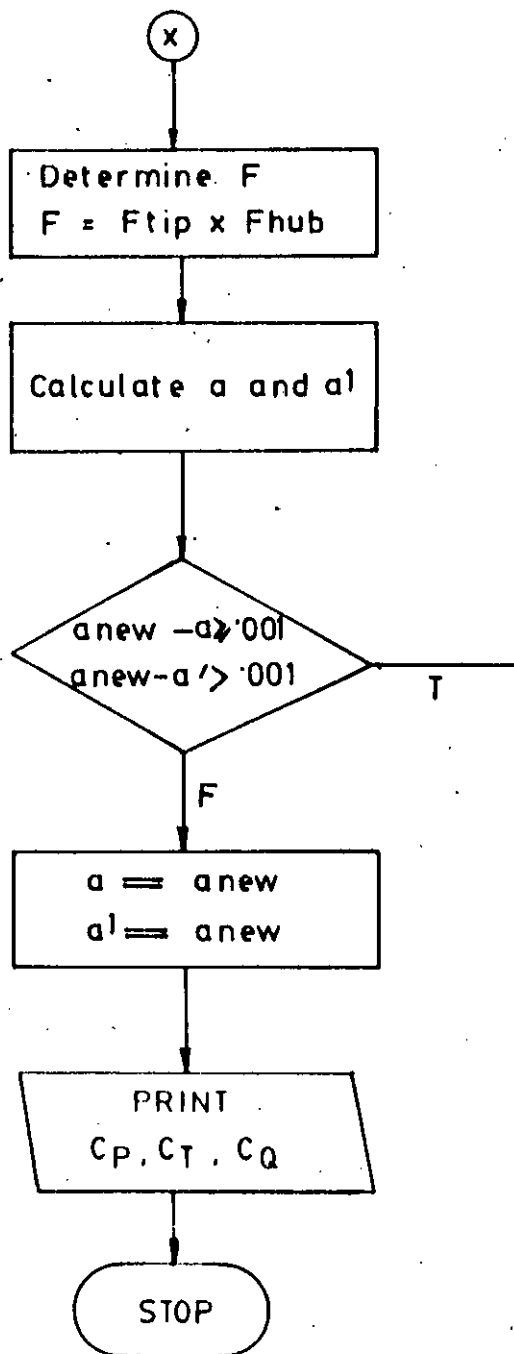 x
Determine F
F = Ftip x Fhub
Calculate a and a1
anew -a≥.001
anew-a'>.001
T
F
a = anew
a1 = anew
PRINT
CP, CT, CQ
STOP